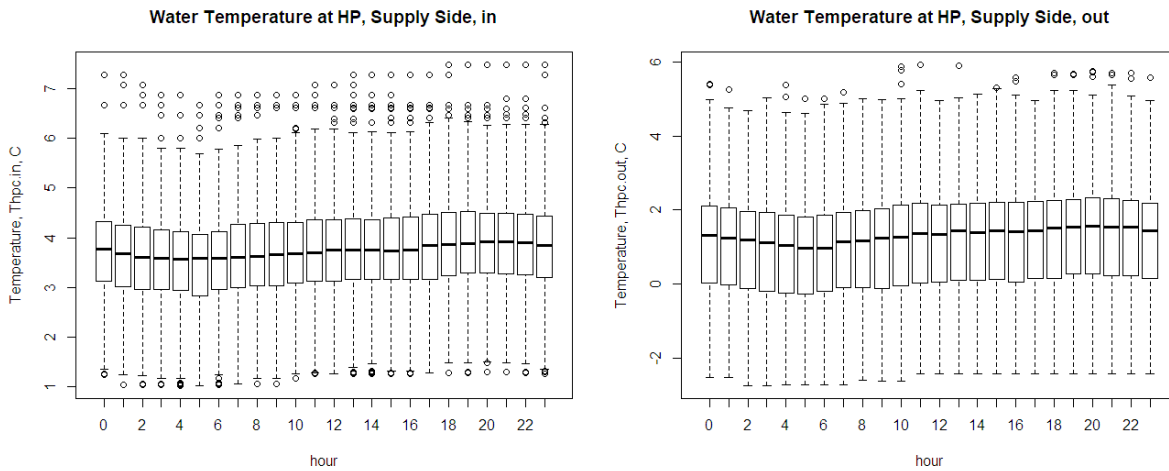 Water Temperature at HP, Supply Side, in
Temperature, Thpc.in, C
7
6
5
4
3
2
1
0 2 4 6 8 10 12 14 16 18 20 22
hour
Water Temperature at HP, Supply Side, out
Temperature, Thpc.out, C
6
4
2
0
-2
0 2 4 6 8 10 12 14 16 18 20 22
hour